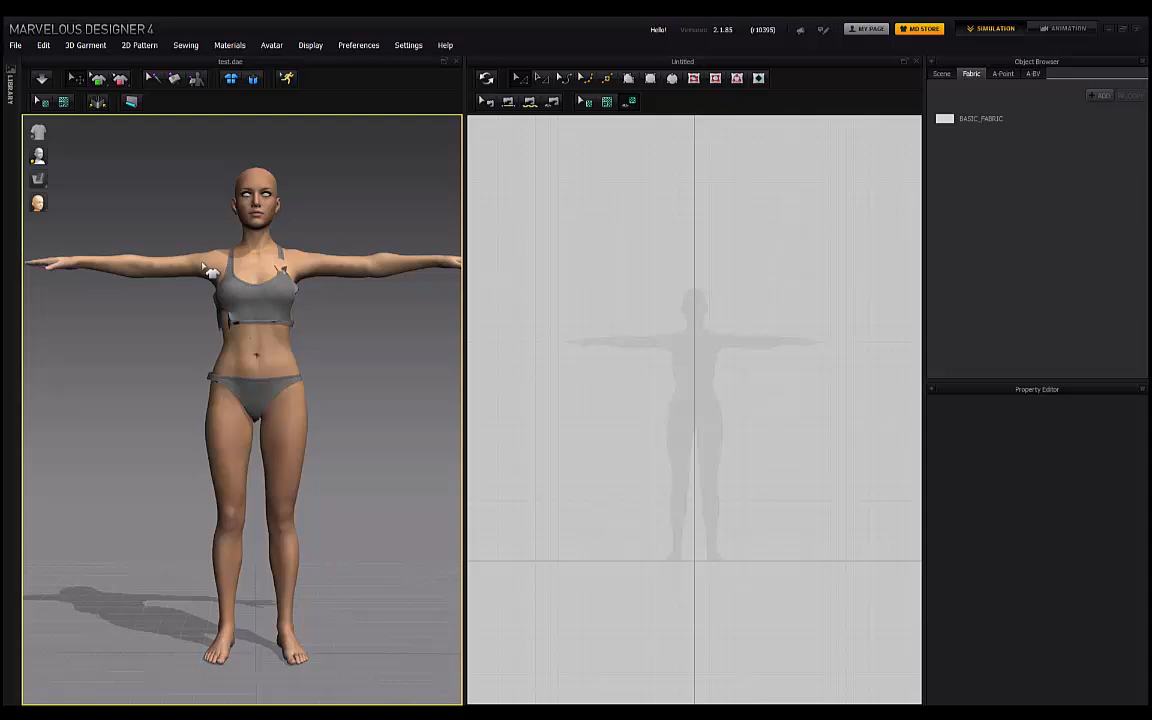 MARVELOUS DESIGNER 4
Hello!
Version: 2.1.85
(r10395)
MY PAGE
MD STORE
SIMULATION
ANIMATION
File Edit 3D Garment 2D Pattern Sewing Materials Avatar Display Preferences Settings Help
test.dae
Untitled
Object Browser
LIBRARY
Scene Fabric A-Point A-BV
+ ADD
BASIC_FABRIC
Property Editor